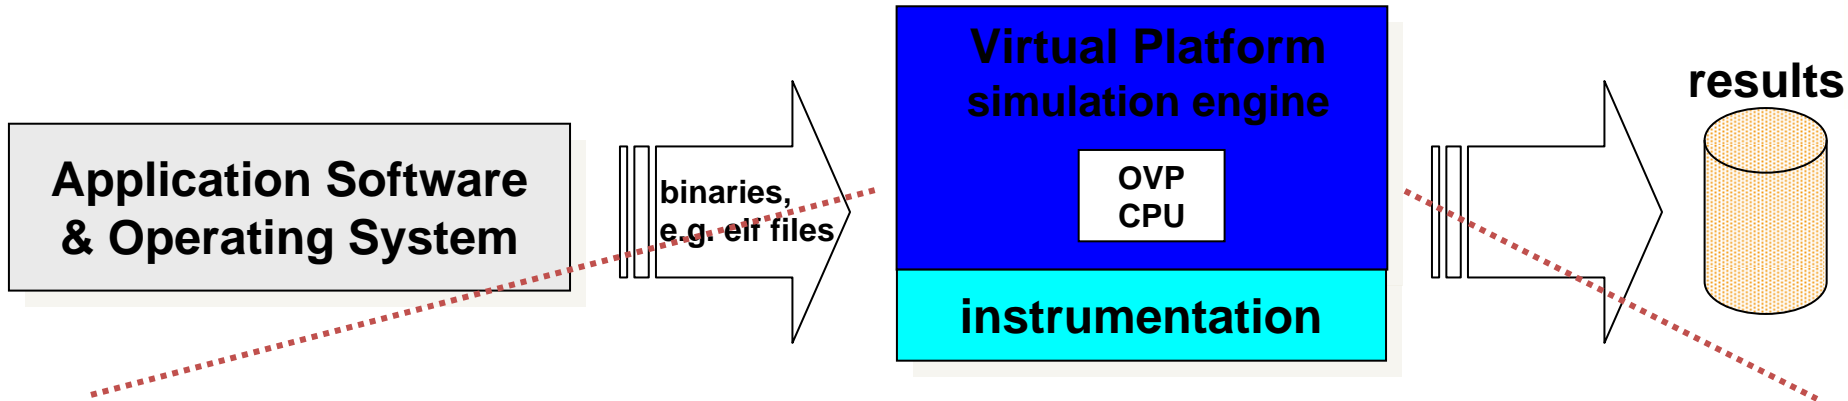 Application Software
& Operating System
binaries,
e.g. elf files
Virtual Platform
simulation engine
OVP
CPU
instrumentation
results